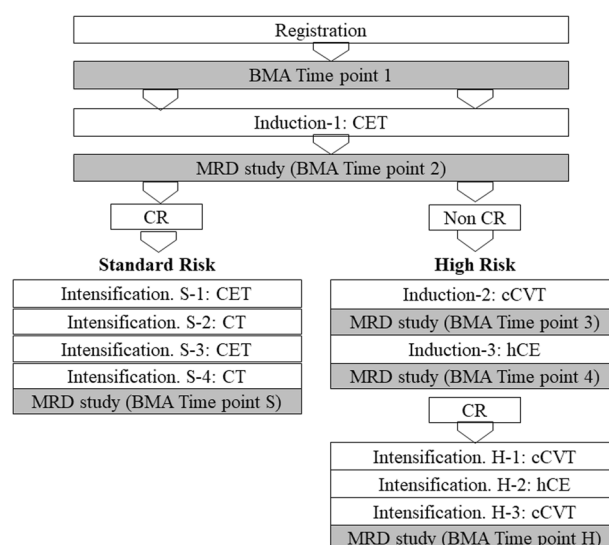 Registration
BMA Time point 1
Induction-1: CET
MRD study (BMA Time point 2)
CR
Non CR
Standard Risk
Intensification. S-1: CET
Intensification. S-2: CT
Intensification. S-3: CET
Intensification. S-4: CT
MRD study (BMA Time point S)
High Risk
Induction-2: cCVT
MRD study (BMA Time point 3)
Induction-3: hCE
MRD study (BMA Time point 4)
CR
Intensification. H-1: cCVT
Intensification. H-2: hCE
Intensification. H-3: cCVT
MRD study (BMA Time point H)